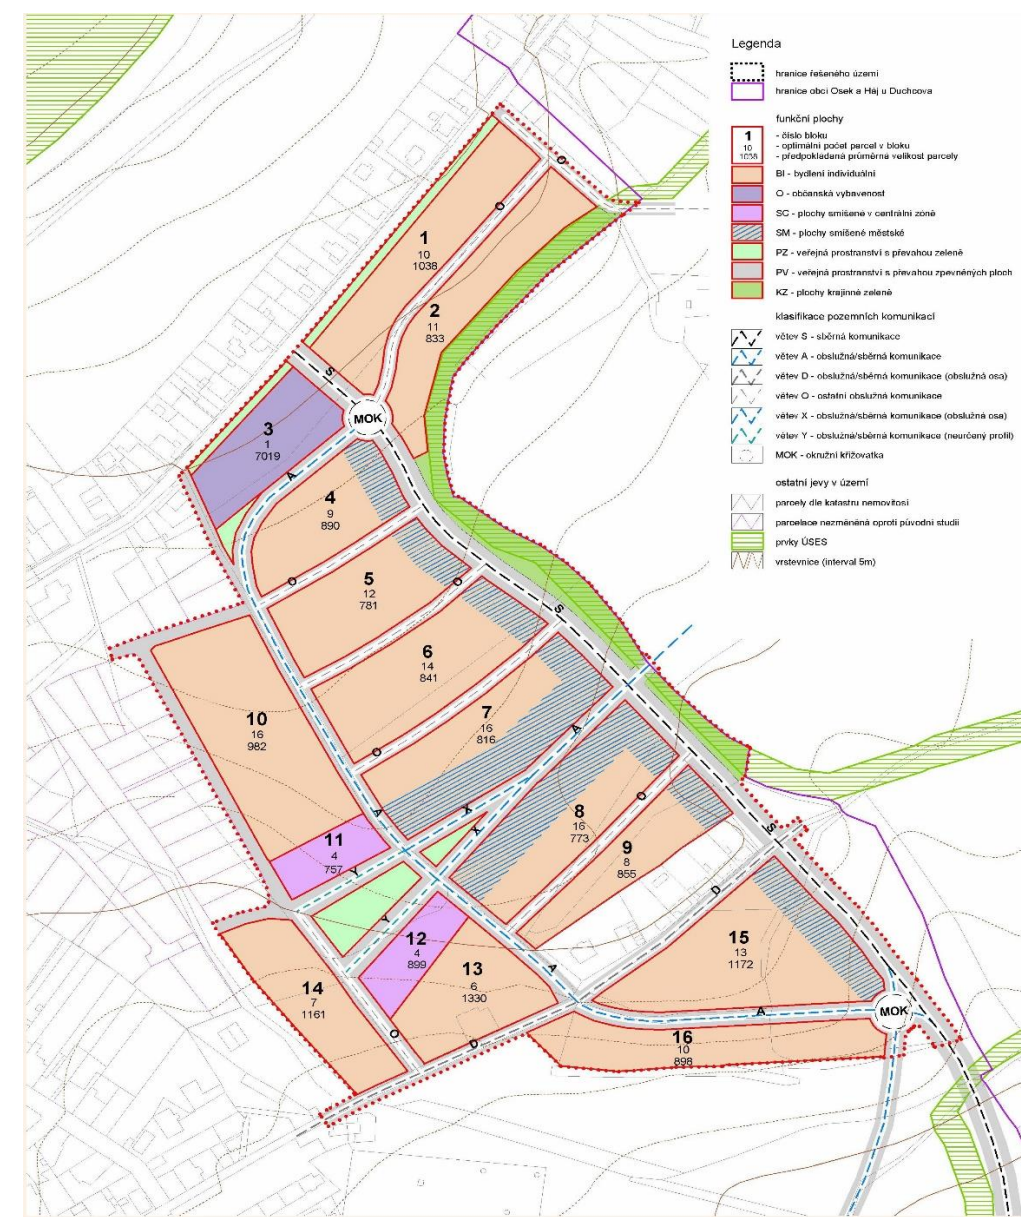 Legenda
hranice řešeného území
hranice obcí Osek a Háj u Duchcova
funkční plochy
1
10
1038
- číslo bloku
- optimální počet parcel v bloku
- předpokládaná průměrná velikost parcely
BI - bydlení individuální
O - občanská vybavenost
SC - plochy smíšené v centrální zóně
SM - plochy smíšené městské
PZ - veřejná prostranství s převahou zeleně
PV - veřejná prostranství s převahou zpevněných ploch
KZ - plochy krajinné zeleně
klasifikace pozemních komunikací
větev S - sběrná komunikace
větev A - obslužná/sběrná komunikace
větev D - obslužná/sběrná komunikace (obslužná osa)
větev O - ostatní obslužná komunikace
větev X - obslužná/sběrná komunikace (obslužná osa)
větev Y - obslužná/sběrná komunikace (neurčený profil)
MOK - okružní křižovatka
ostatní jevy v území
parcely dle katastru nemovitostí
parcelace nezměněná oproti původní studii
prvky ÚSES
vrstevnice (interval 5m)
O
O
1
10
1038
2
11
833
S
MOK
3
1
7019
A
4
9
890
O
5
12
781
O
S
6
14
841
O
7
16
816
A
10
16
982
A
X
X
8
16
773
O
9
8
855
S
11
4
757
Y
Y
12
4
899
13
6
1330
D
A
15
13
1172
14
7
1161
O
D
A
MOK
16
10
898